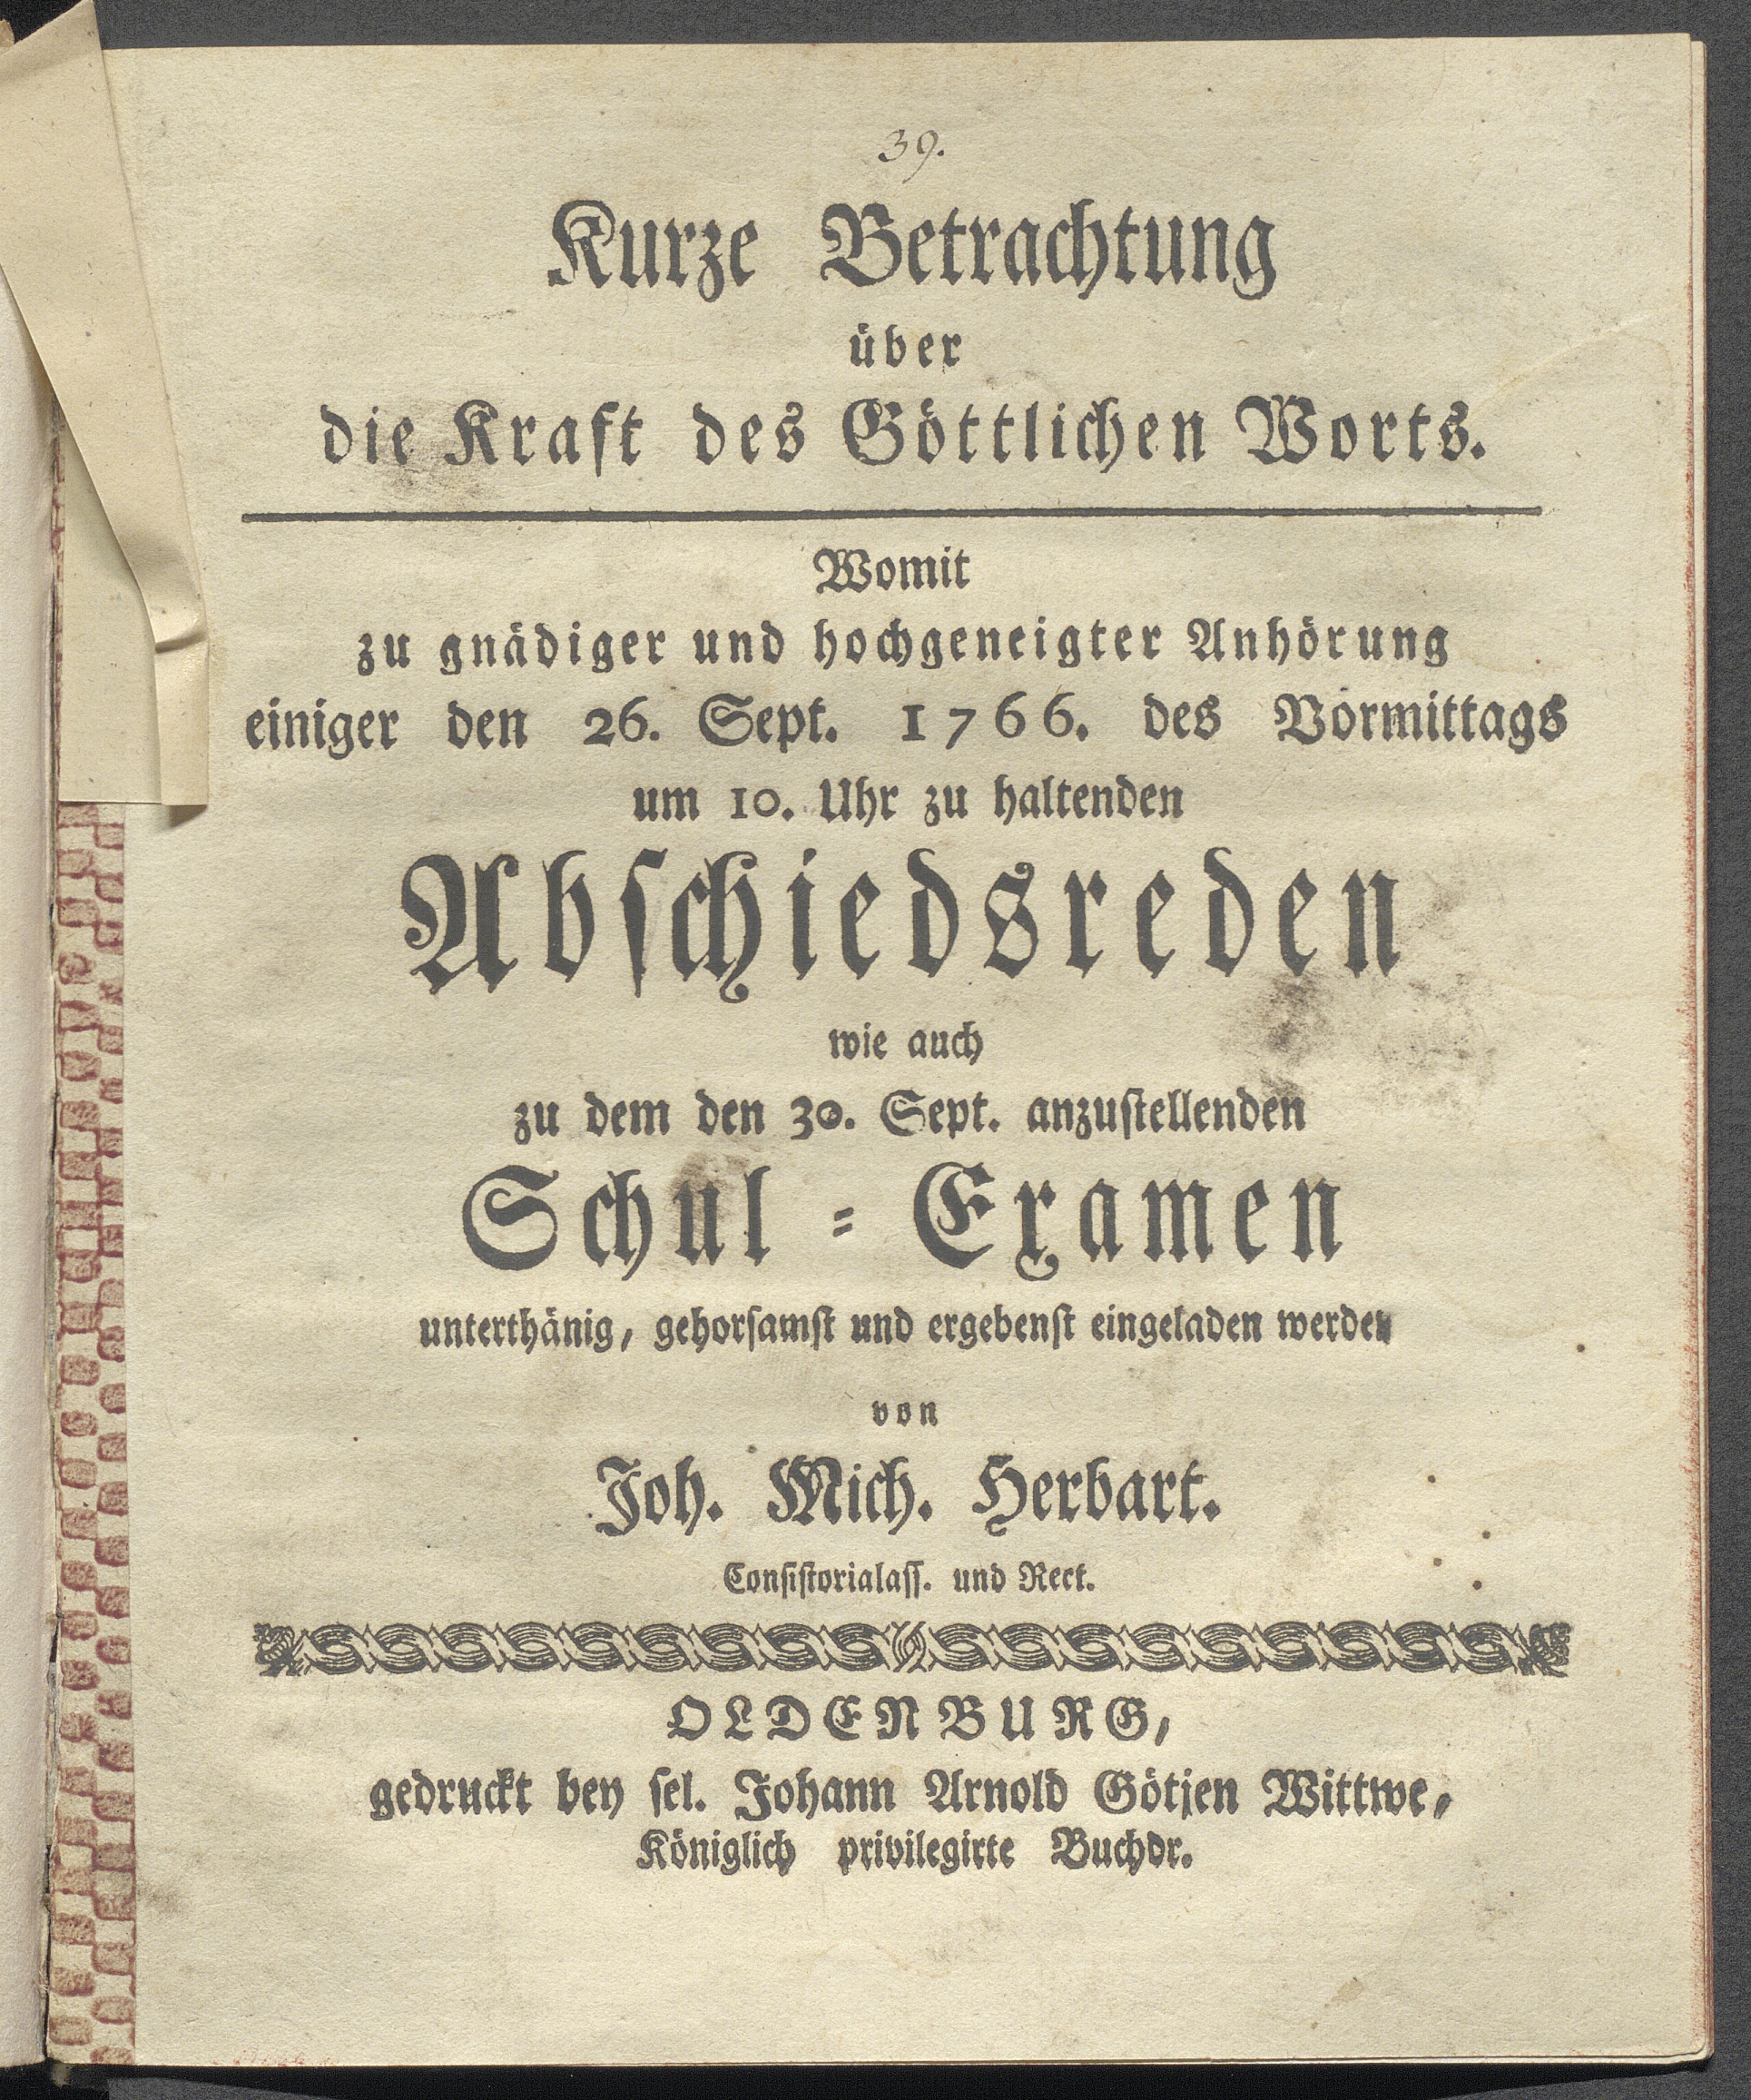 39.
Kurze Betrachtung
über
die Kraft des Göttlichen Worts.
Womit
zu gnädiger und hochgeneigter Anhörung
einiger den 26. Sept. 1766. des Vormittags
um 10. Uhr zu haltenden
Abſchiedsreden
wie auch
zu dem den 30. Sept. anzuſtellenden
Schul = Examen
unterthänig, gehorſamſt und ergebenſt eingeladen werden
von
Joh. Mich. Herbart.
Conſiſtorialaſſ. und Rect.
OLDENBURG,
gedruckt bey ſel. Johann Arnold Götjen Wittwe,
Königlich privilegirte Buchdr.